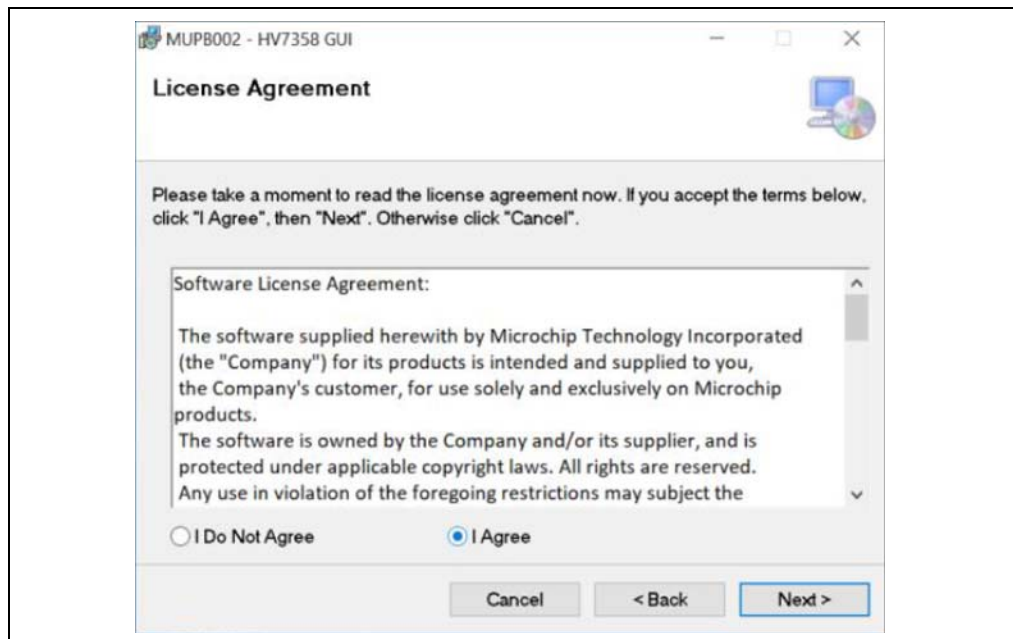 MUPB002 - HV7358 GUI
License Agreement
Please take a moment to read the license agreement now. If you accept the terms below,
click "I Agree", then "Next". Otherwise click "Cancel".
Software License Agreement:
The software supplied herewith by Microchip Technology Incorporated
(the "Company") for its products is intended and supplied to you,
the Company's customer, for use solely and exclusively on Microchip
products.
The software is owned by the Company and/or its supplier, and is
protected under applicable copyright laws. All rights are reserved.
Any use in violation of the foregoing restrictions may subject the
I Do Not Agree I Agree
Cancel < Back Next >